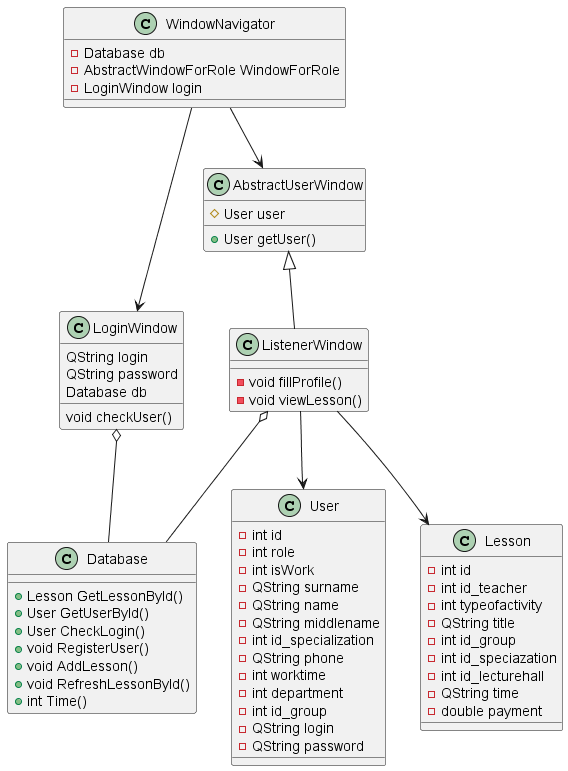 C WindowNavigator
Database db
AbstractWindowForRole WindowForRole
LoginWindow login
C AbstractUserWindow
User user
User getUser()
C LoginWindow
QString login
QString password
Database db
void checkUser()
C ListenerWindow
void fillProfile()
void viewLesson()
C Database
Lesson GetLessonById()
User GetUserById()
User CheckLogin()
void RegisterUser()
void AddLesson()
void RefreshLessonById()
int Time()
C User
int id
int role
int isWork
QString surname
QString name
QString middlename
int id_specialization
QString phone
int worktime
int department
int id_group
QString login
QString password
C Lesson
int id
int id_teacher
int typeofactivity
QString title
int id_group
int id_speciazation
int id_lecturehall
QString time
double payment